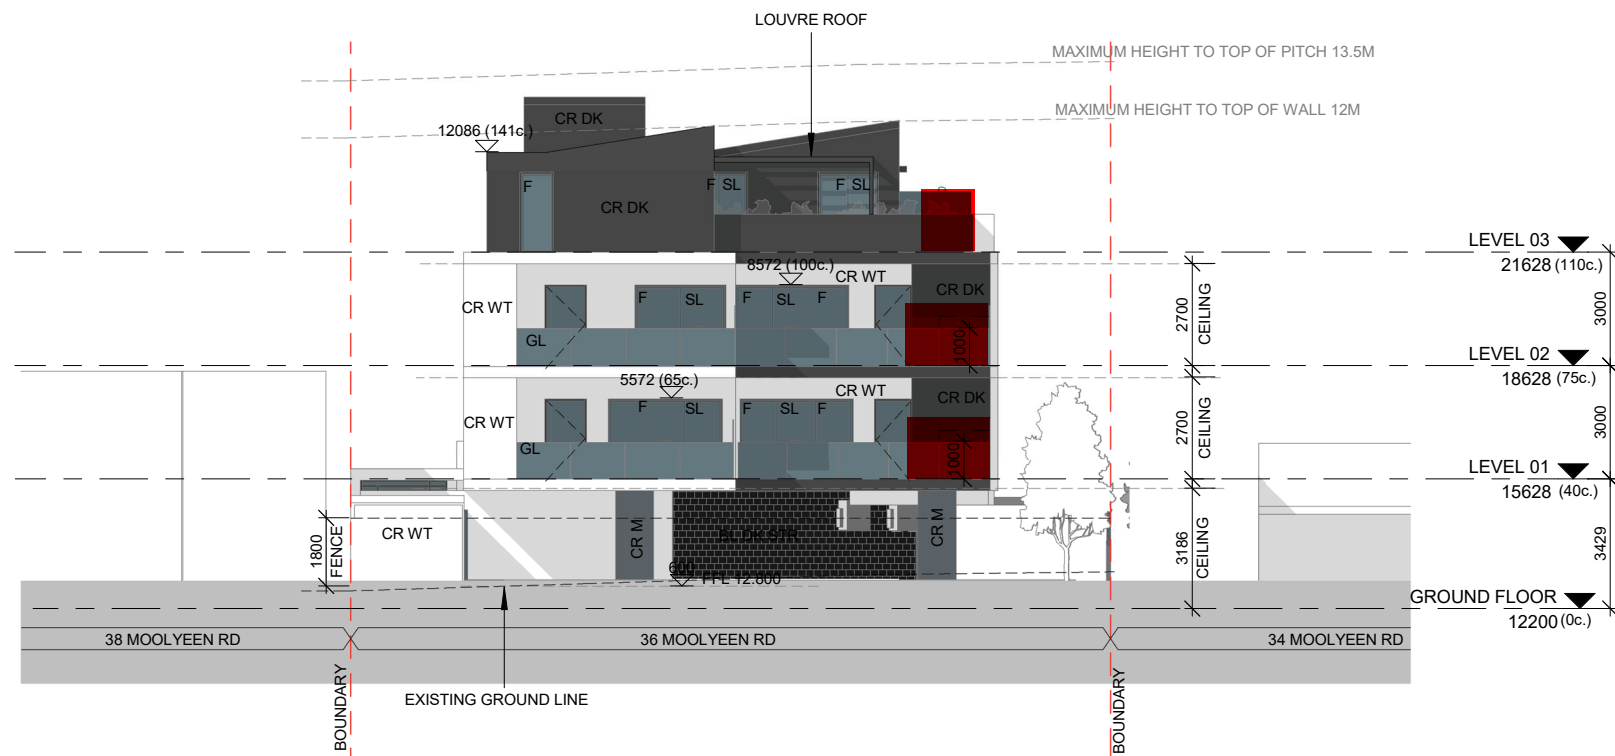 LOUVRE ROOF
MAXIMUM HEIGHT TO TOP OF PITCH 13.5M
MAXIMUM HEIGHT TO TOP OF WALL 12M
CR DK
12086 (141c.)
F
F SL
F SL
CR DK
LEVEL 03
21628 (110c.)
8572 (100c.)
CR WT
CR DK
CR WT
F
SL
F
SL
F
GL
1000
2700
CEILING
3000
LEVEL 02
18628 (75c.)
5572 (65c.)
CR WT
CR DK
CR WT
F
SL
F
SL
F
GL
1000
2700
CEILING
3000
LEVEL 01
15628 (40c.)
1800
FENCE
CR WT
CR M
BL DK STR
CR M
3186
CEILING
3429
600
FFL 12.800
GROUND FLOOR
12200 (0c.)
38 MOOLYEEN RD
36 MOOLYEEN RD
34 MOOLYEEN RD
EXISTING GROUND LINE
BOUNDARY
BOUNDARY